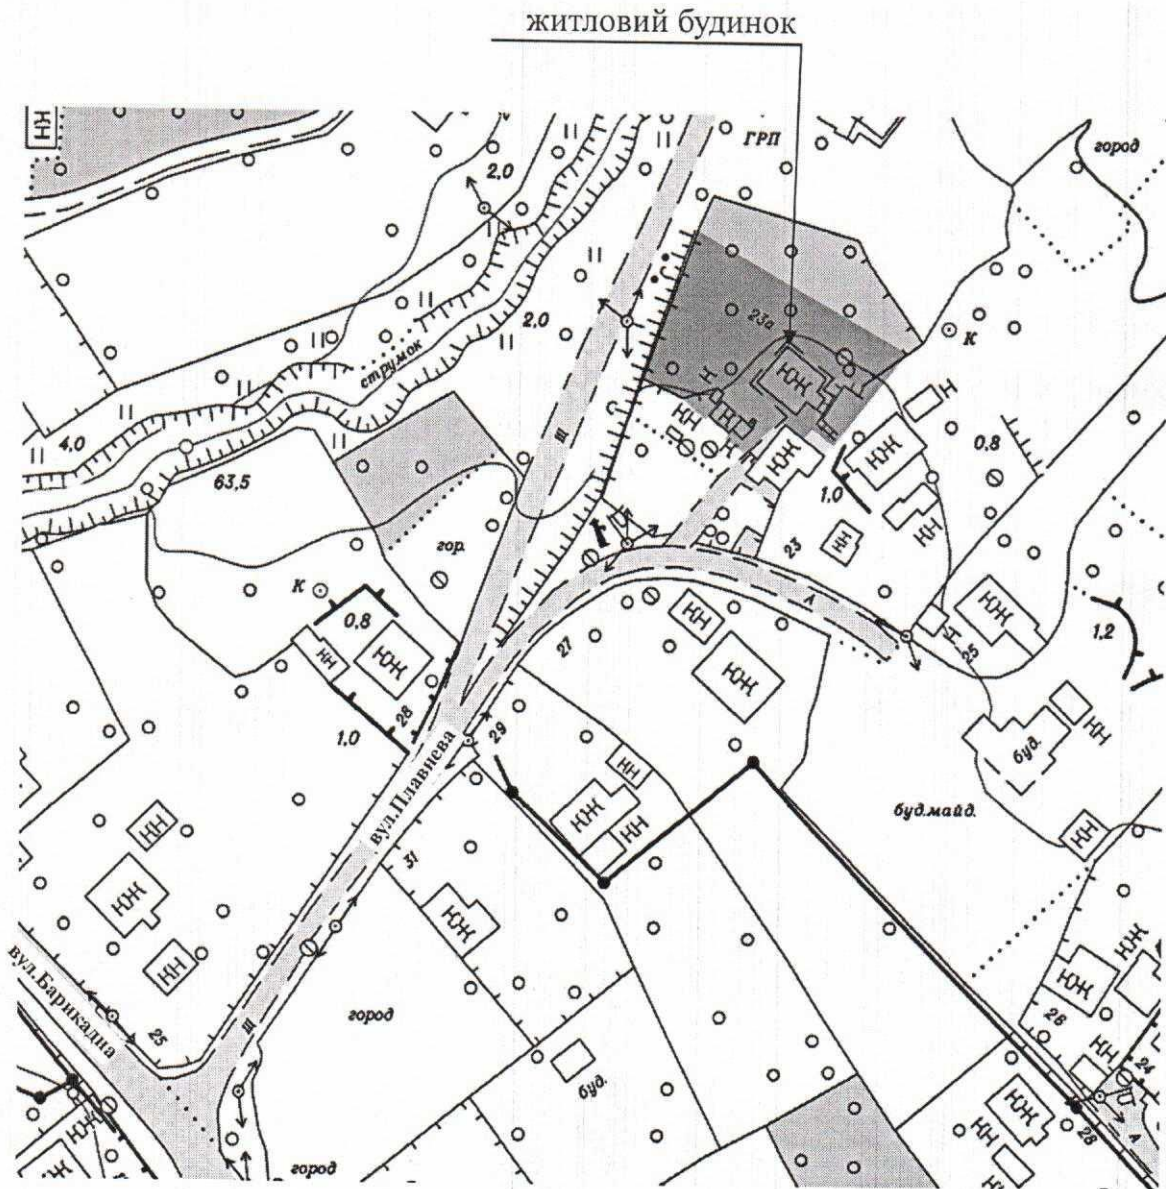 житловий будинок
КЖ
ГРП
город
2,0
К
23а
Н
КЖ
КН
Н
КЖ
КЖ
0,8
1,0
КН
КН
23
струмок
2,0
4,0
63,5
Щ
гор.
К
0,8
КН
КЖ
28
1,0
А
27
КН
КЖ
Н
25
КЖ
1,2
буд.
КН
29
вул.Плавнева
КН
КЖ
КН
буд.майд.
КН
31
КН
КЖ
КЖ
КН
вул.Барикадна
25
Щ
город
буд.
КЖ
КЖ
26
КН
24
КЖ
КН
28
А
КН
КЖ
город